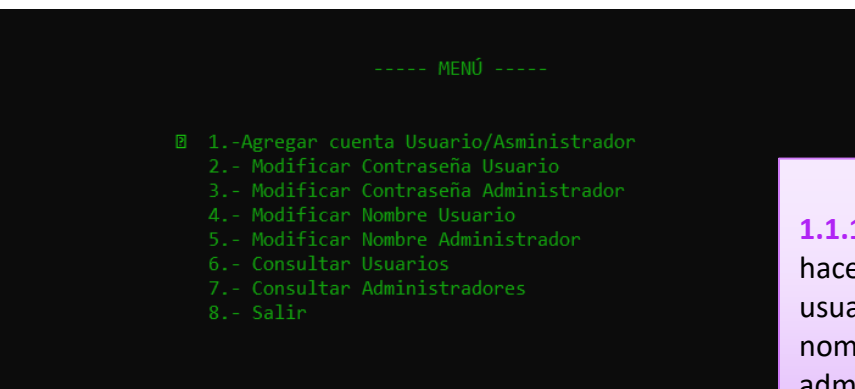 ----- MENÚ -----
1.-Agregar cuenta Usuario/Asministrador
2.- Modificar Contraseña Usuario
3.- Modificar Contraseña Administrador
4.- Modificar Nombre Usuario
5.- Modificar Nombre Administrador
6.- Consultar Usuarios
7.- Consultar Administradores
8.- Salir
1.1.1
hace
usua
nom
adm